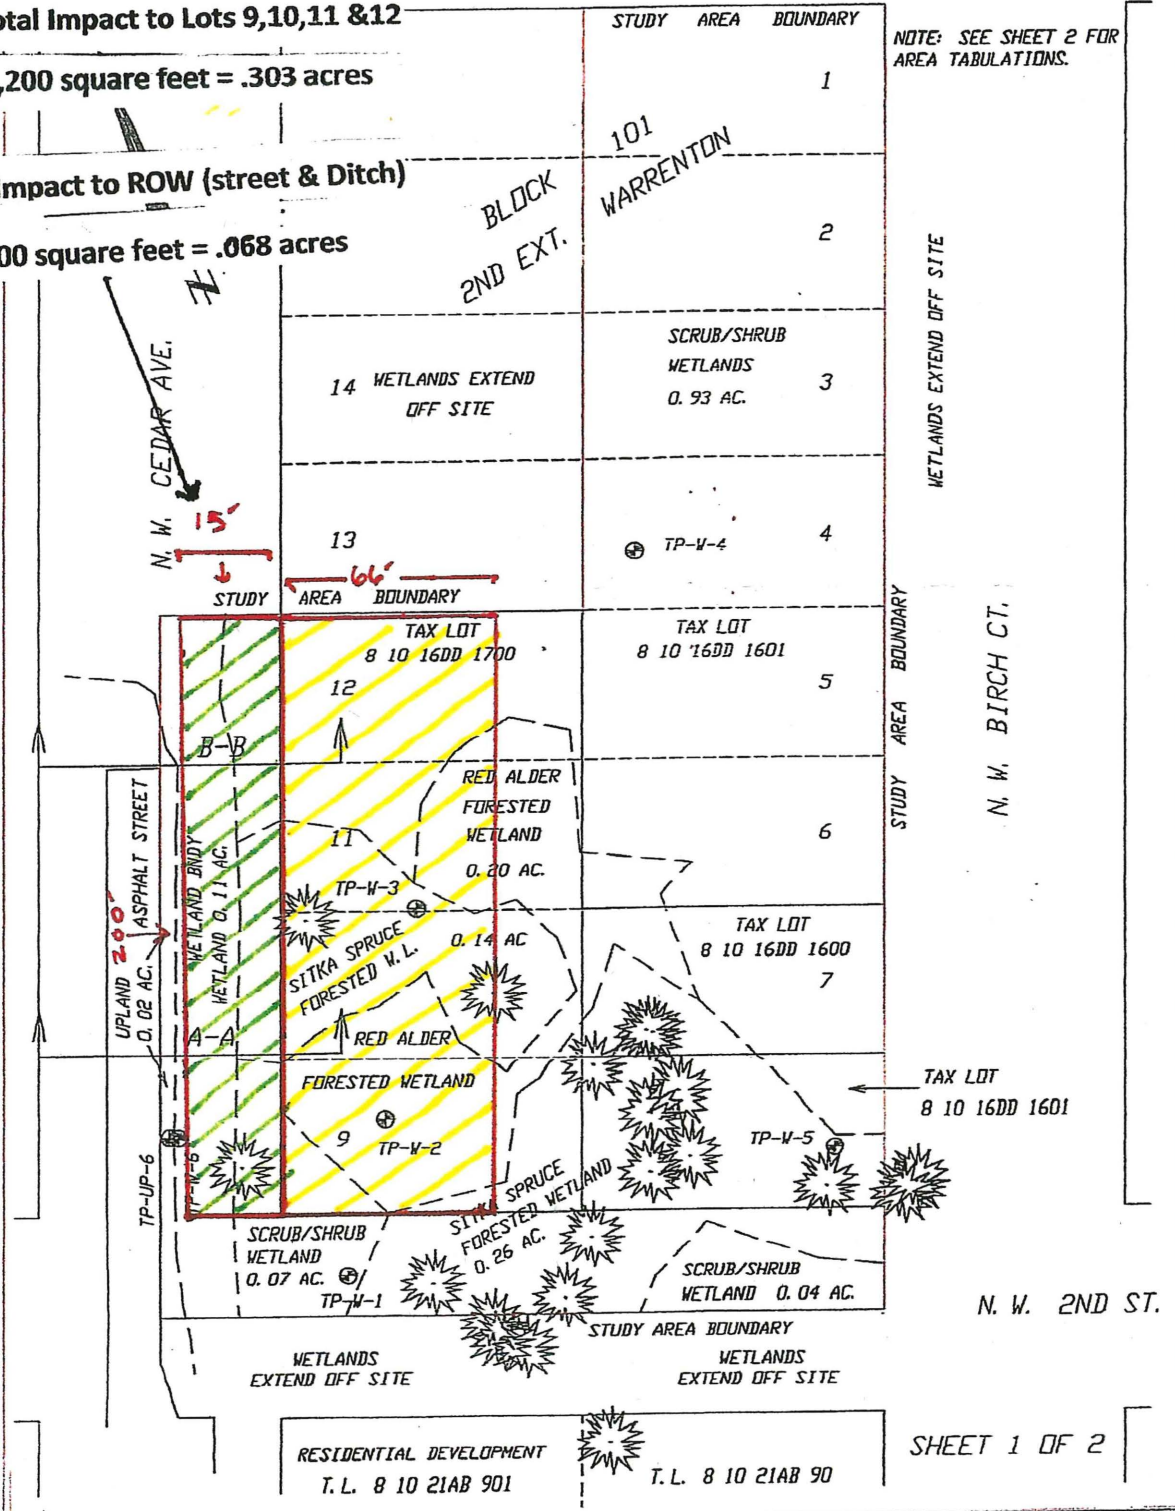 otal Impact to Lots 9,10,11 &12
,200 square feet = .303 acres
Impact to ROW (street & Ditch)
00 square feet = .068 acres
STUDY AREA BOUNDARY
NOTE: SEE SHEET 2 FOR
AREA TABULATIONS.
1
BLOCK 101
2ND EXT. WARRENTON
2
WETLANDS EXTEND OFF SITE
N
N. W. CEDAR AVE.
14 WETLANDS EXTEND
OFF SITE
SCRUB/SHRUB
WETLANDS
0.93 AC.
3
15'
13
TP-W-4
4
66'
STUDY AREA BOUNDARY
TAX LOT
8 10 16DD 1700
12
TAX LOT
8 10 16DD 1601
5
STUDY AREA BOUNDARY
N. W. BIRCH CT.
B-B
RED ALDER
FORESTED
WETLAND
0.20 AC.
11
6
ASPHALT STREET
200'
UPLAND
0.02 AC.
WETLAND BNDY
WETLAND 0.11 AC.
TP-W-3
SITKA SPRUCE
FORESTED W.L.
0.14 AC
TAX LOT
8 10 16DD 1600
7
A-A
RED ALDER
FORESTED WETLAND
9
TP-W-2
TAX LOT
8 10 16DD 1601
TP-W-5
TP-UP-6
TP-W-6
SITKA SPRUCE
FORESTED WETLAND
0.26 AC.
SCRUB/SHRUB
WETLAND
0.07 AC.
TP-W-1
SCRUB/SHRUB
WETLAND 0.04 AC.
N. W. 2ND ST.
STUDY AREA BOUNDARY
WETLANDS
EXTEND OFF SITE
WETLANDS
EXTEND OFF SITE
RESIDENTIAL DEVELOPMENT
T.L. 8 10 21AB 901
T.L. 8 10 21AB 90
SHEET 1 OF 2